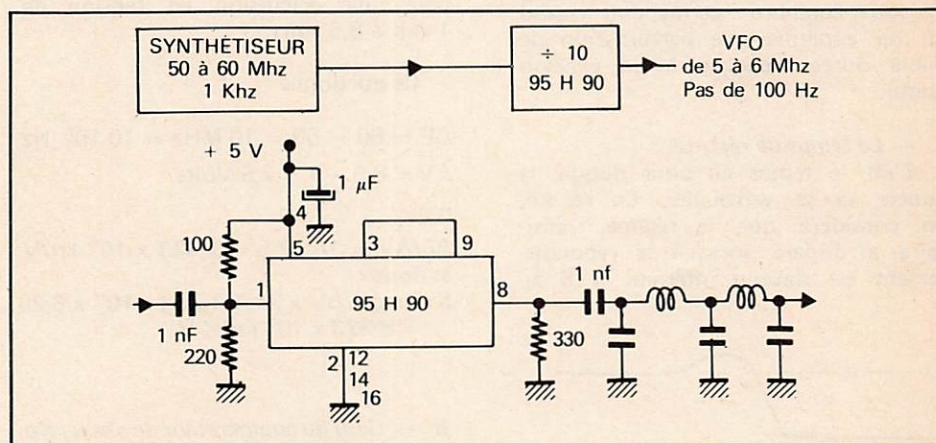 SYNTHÉTISEUR
50 à 60 Mhz
1 Khz
÷ 10
95 H 90
VFO
de 5 à 6 Mhz
Pas de 100 Hz
+ 5 V
1 µF
4
5
100
3
9
1
95 H 90
8
1 nf
1 nF
220
2
12
14
16
330